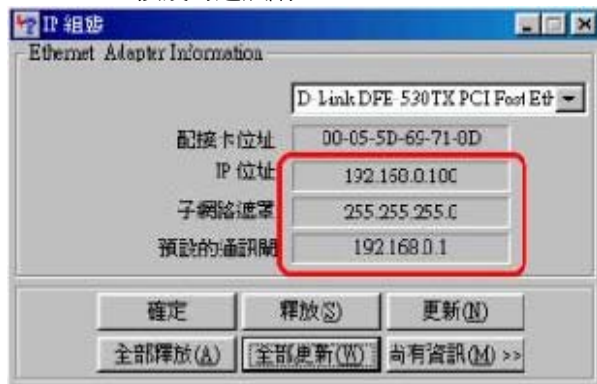 IP 組態
Ethernet Adapter Information
D-Link DFE-530TX PCI Fast Eth
配接卡位址 00-05-5D-69-71-0D
IP 位址 192.168.0.100
子網路遮罩 255.255.255.0
預設的通訊閘 192.168.0.1
確定 釋放(S) 更新(N)
全部釋放(A) 全部更新(W) 尚有資訊(M) >>